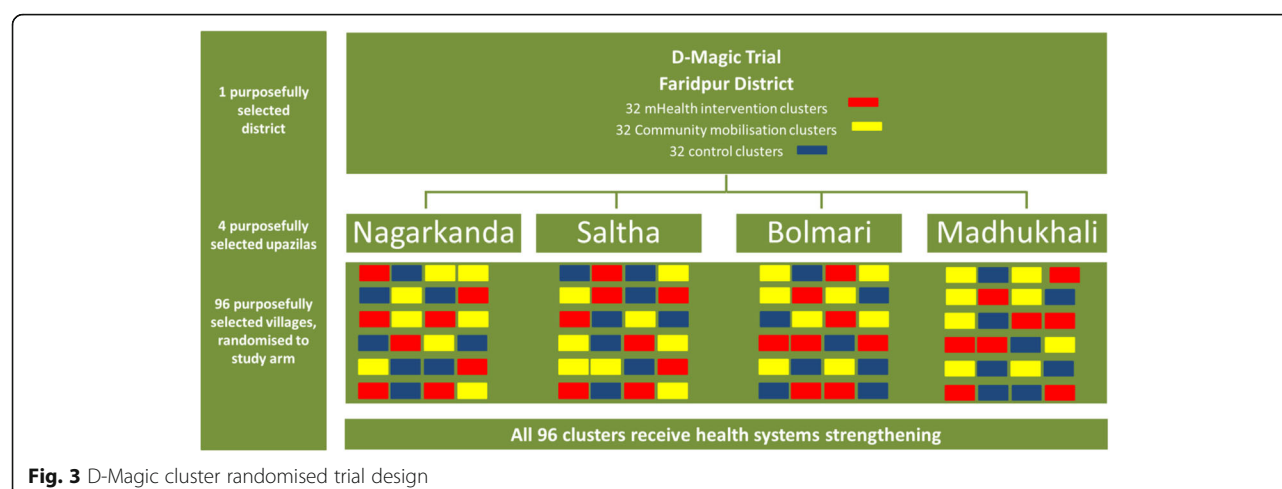 1 purposefully
selected
district
D-Magic Trial
Faridpur District
32 mHealth intervention clusters
32 Community mobilisation clusters
32 control clusters
4 purposefully
selected upazilas
Nagarkanda
Saltha
Bolmari
Madhukhali
96 purposefully
selected villages,
randomised to
study arm
All 96 clusters receive health systems strengthening
Fig. 3 D-Magic cluster randomised trial design